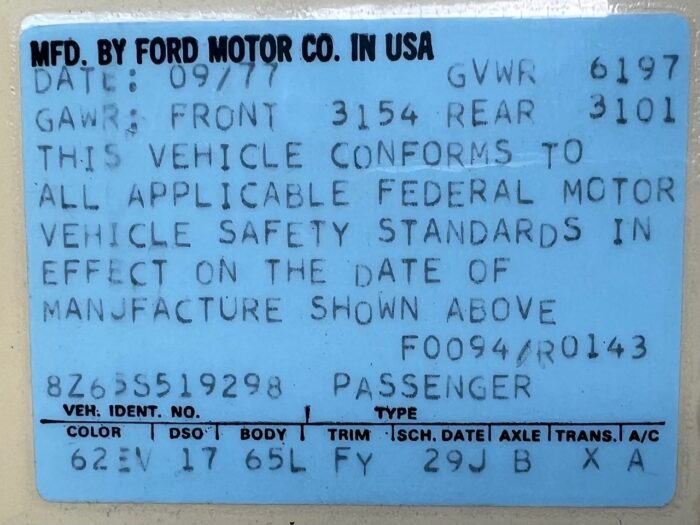 MFD. BY FORD MOTOR CO. IN USA
DATE: 09/77 GVWR 6197
GAWR: FRONT 3154 REAR 3101
THIS VEHICLE CONFORMS TO
ALL APPLICABLE FEDERAL MOTOR
VEHICLE SAFETY STANDARDS IN
EFFECT ON THE DATE OF
MANUFACTURE SHOWN ABOVE
F0094/R0143
8Z65S519298 PASSENGER
VEH. IDENT. NO. TYPE
COLOR DSO BODY TRIM SCH. DATE AXLE TRANS. A/C
62EV 17 65L FY 29J B X A